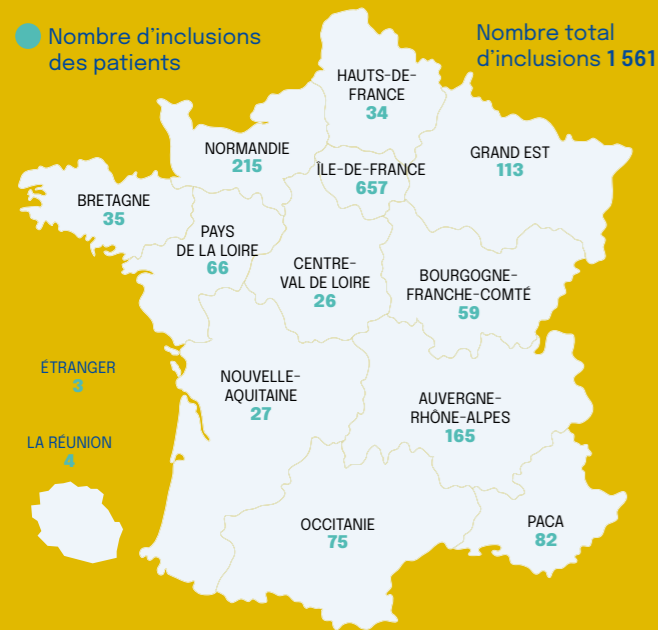 Nombre d’inclusions
des patients
Nombre total
d’inclusions 1 561
HAUTS-DE-
FRANCE
34
NORMANDIE
215
ÎLE-DE-FRANCE
657
GRAND EST
113
BRETAGNE
35
PAYS
DE LA LOIRE
66
CENTRE-
VAL DE LOIRE
26
BOURGOGNE-
FRANCHE-COMTÉ
59
ÉTRANGER
3
NOUVELLE-
AQUITAINE
27
AUVERGNE-
RHÔNE-ALPES
165
LA RÉUNION
4
OCCITANIE
75
PACA
82